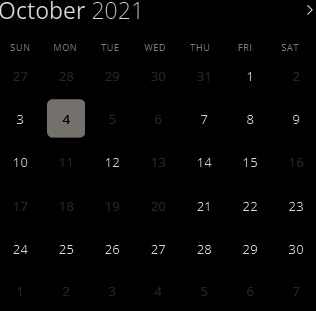 October 2021 >
SUN MON TUE WED THU FRI SAT
27 28 29 30 31 1 2
3 4 5 6 7 8 9
10 11 12 13 14 15 16
17 18 19 20 21 22 23
24 25 26 27 28 29 30
1 2 3 4 5 6 7